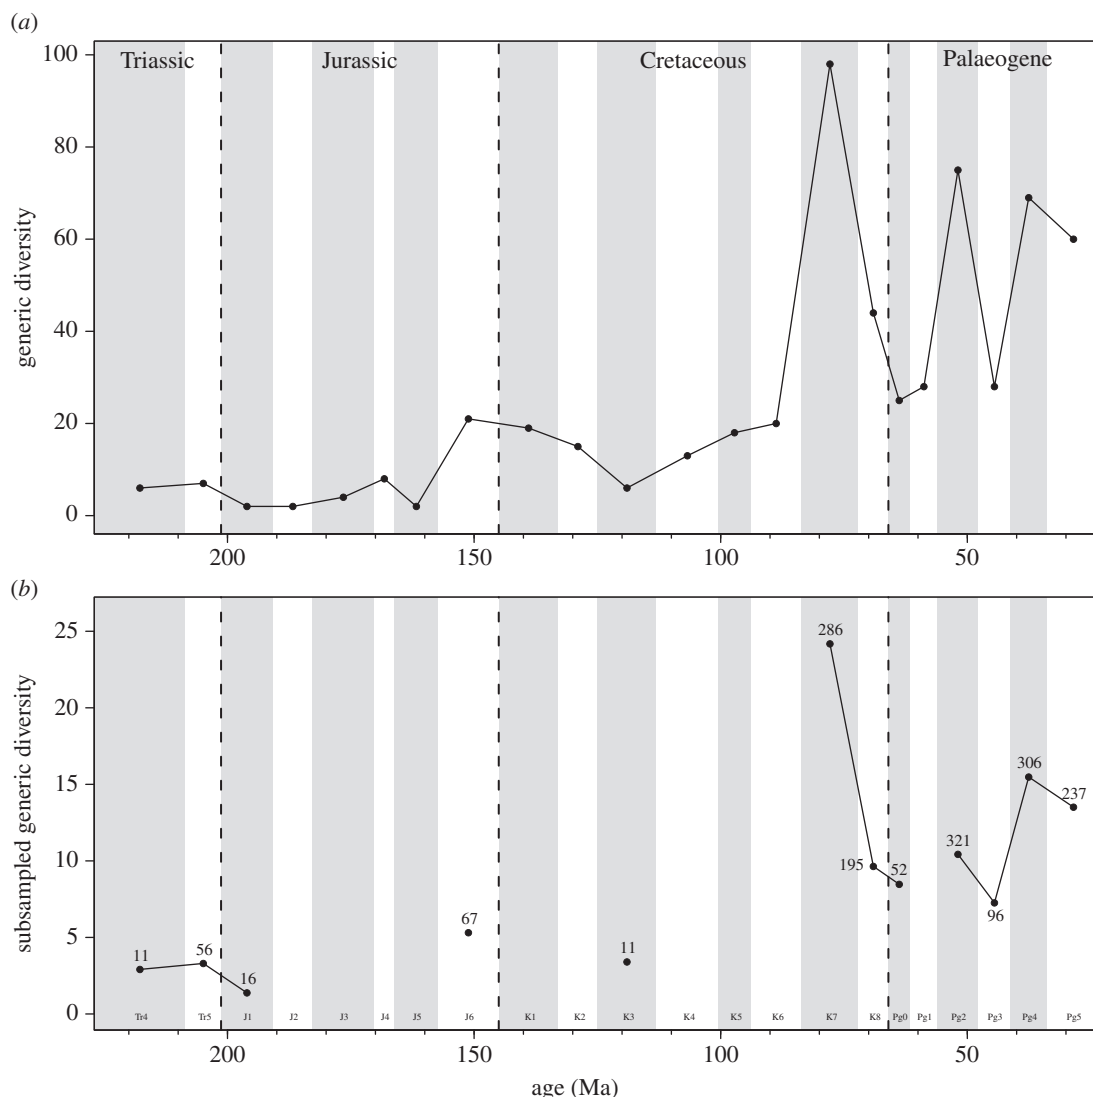 (a)
Triassic Jurassic Cretaceous Palaeogene
100
80
60
40
20
0
generic diversity
200 150 100 50
(b)
25
20
15
10
5
0
subsampled generic diversity
286
306
237
321
195 52
96
67
11 56
11
16
Tr4 Tr5 J1 J2 J3 J4 J5 J6 K1 K2 K3 K4 K5 K6 K7 K8 Pg0 Pg1 Pg2 Pg3 Pg4 Pg5
200 150 100 50
age (Ma)